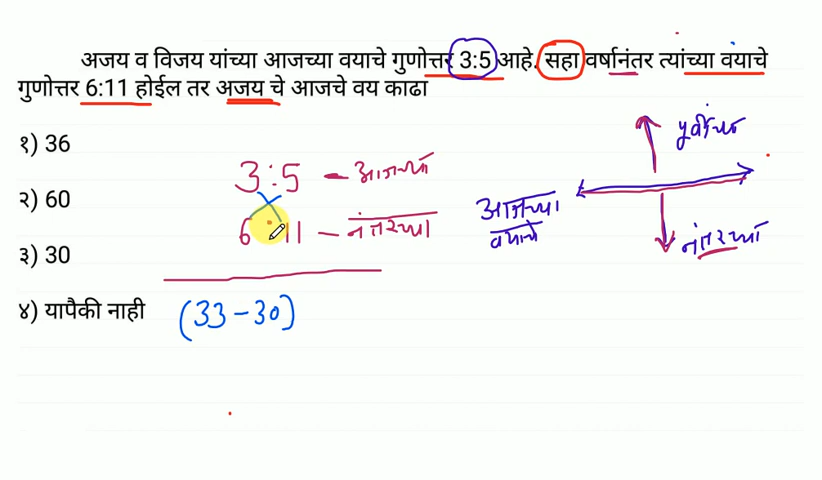 अजय व विजय यांच्या आजच्या वयाचे गुणोत्तर 3:5 आहे. सहा वर्षानंतर त्यांच्या वयाचे
गुणोत्तर 6:11 होईल तर अजय चे आजचे वय काढा
१) 36
२) 60
३) 30
४) यापैकी नाही
3:5 - आजच्या
6:11 - नंतरच्या
(33-30)
पूर्वीच्या
आजच्या
वयाचे
नंतरच्या